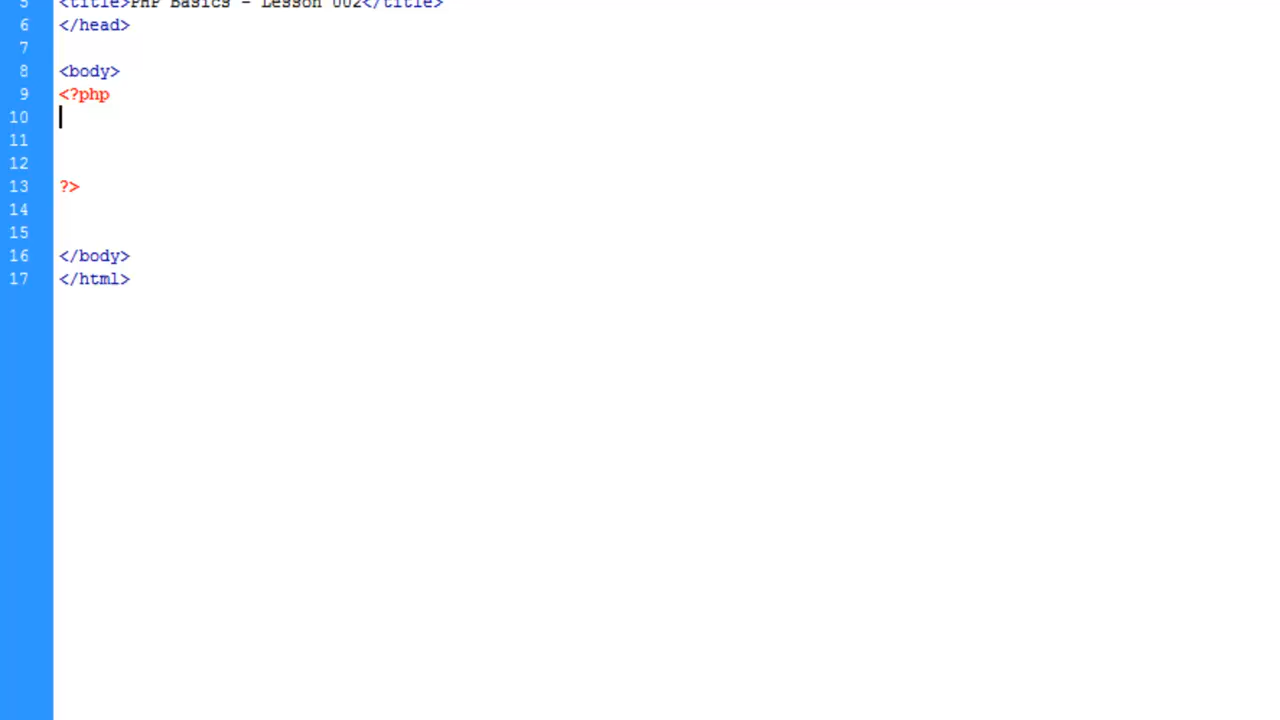 5 <title>PHP Basics - Lesson 002</title>
6 </head>
7
8 <body>
9 <?php
10
11
12
13 ?>
14
15
16 </body>
17 </html>